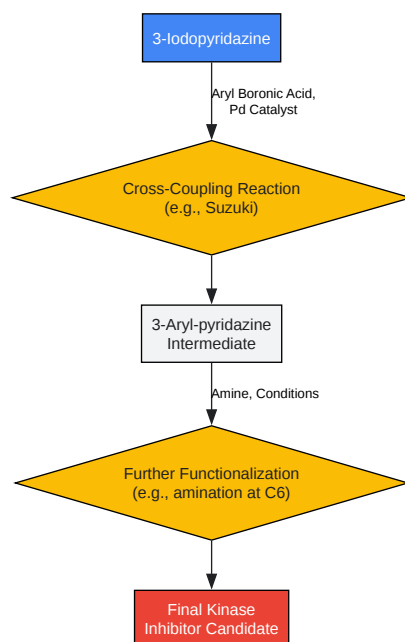 3-Iodopyridazine
Aryl Boronic Acid,
Pd Catalyst
Cross-Coupling Reaction
(e.g., Suzuki)
3-Aryl-pyridazine
Intermediate
Amine, Conditions
Further Functionalization
(e.g., amination at C6)
Final Kinase
Inhibitor Candidate